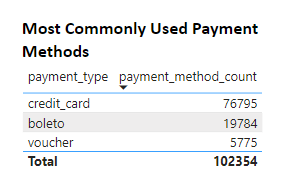 Most Commonly Used Payment
Methods
payment_type payment_method_count
credit_card 76795
boleto 19784
voucher 5775
Total 102354